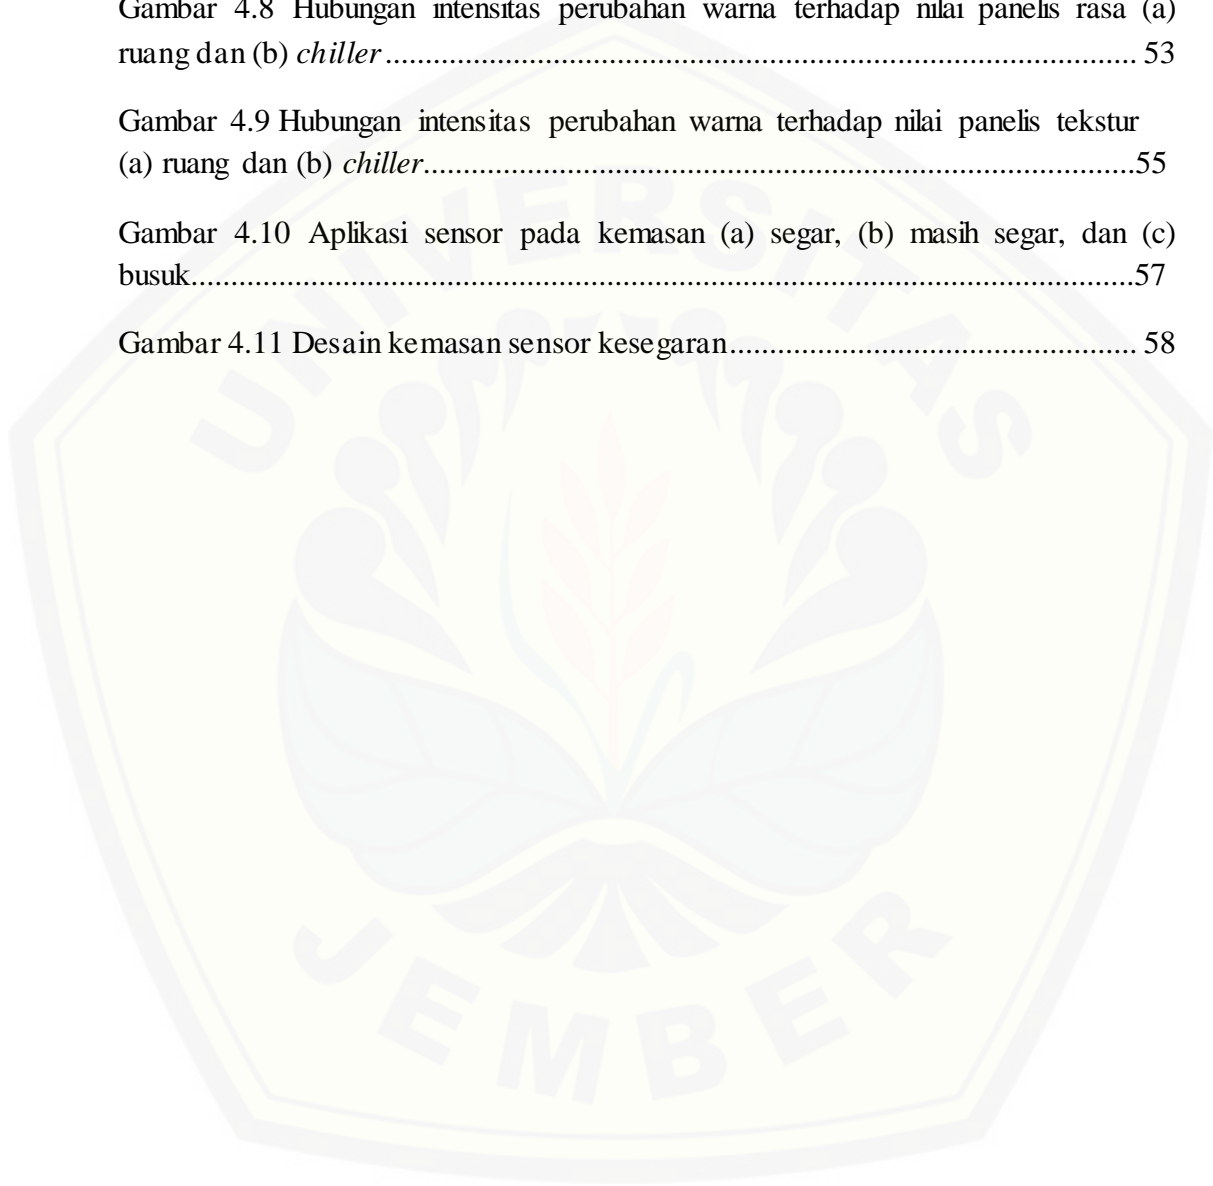 Gambar 4.8 Hubungan intensitas perubahan warna terhadap nilai panelis rasa (a)
ruang dan (b) chiller ............................................................................................. 53
Gambar 4.9 Hubungan intensitas perubahan warna terhadap nilai panelis tekstur
(a) ruang dan (b) chiller........................................................................................55
Gambar 4.10 Aplikasi sensor pada kemasan (a) segar, (b) masih segar, dan (c)
busuk.....................................................................................................................57
Gambar 4.11 Desain kemasan sensor kesegaran.................................................. 58
UNIVERSITAS
JEMBER